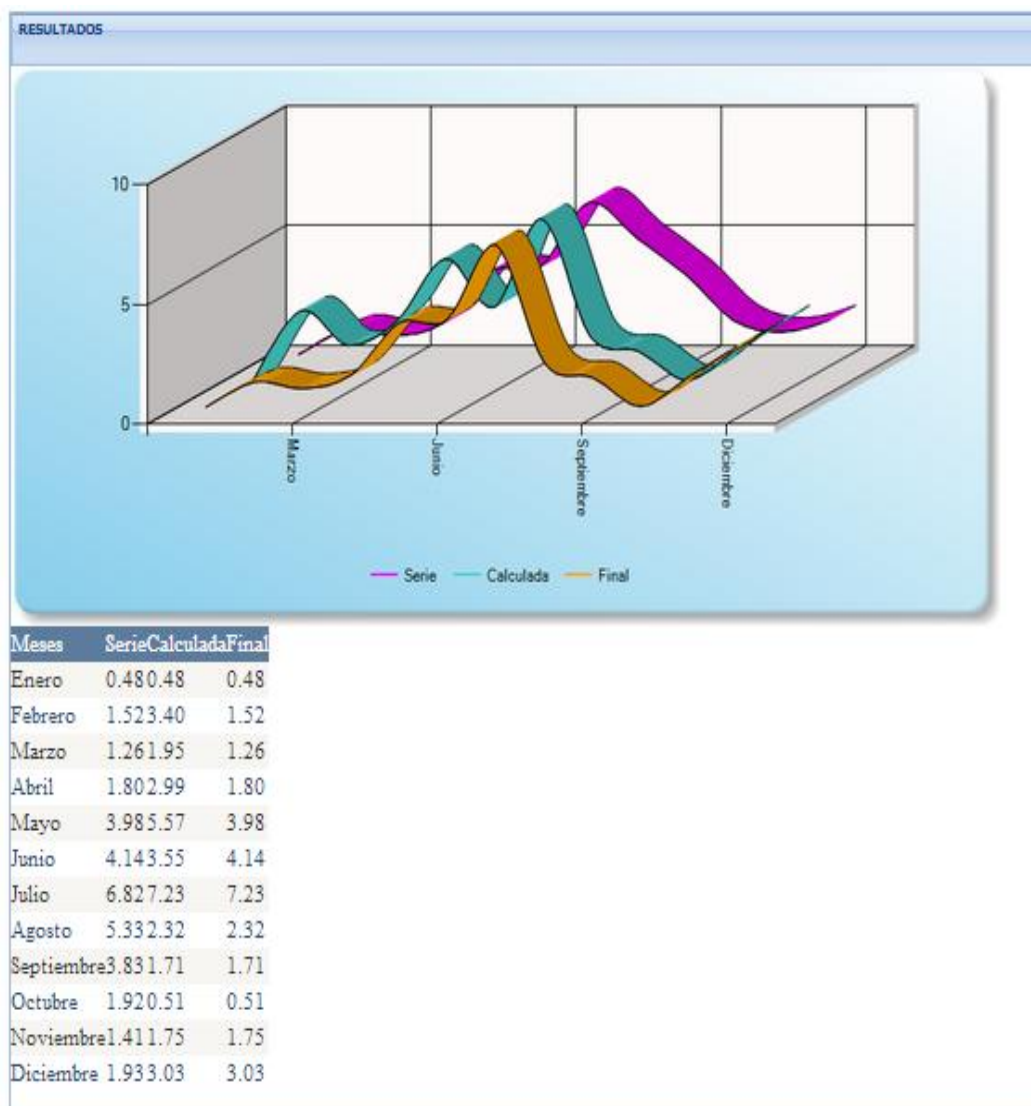 RESULTADOS
10
5
0
Marzo
Junio
Septiembre
Diciembre
Serie Calculada Final
Meses SerieCalculadaFinal
Enero 0.480.48 0.48
Febrero 1.523.40 1.52
Marzo 1.261.95 1.26
Abril 1.802.99 1.80
Mayo 3.985.57 3.98
Junio 4.143.55 4.14
Julio 6.827.23 7.23
Agosto 5.332.32 2.32
Septiembre3.831.71 1.71
Octubre 1.920.51 0.51
Noviembre1.411.75 1.75
Diciembre 1.933.03 3.03